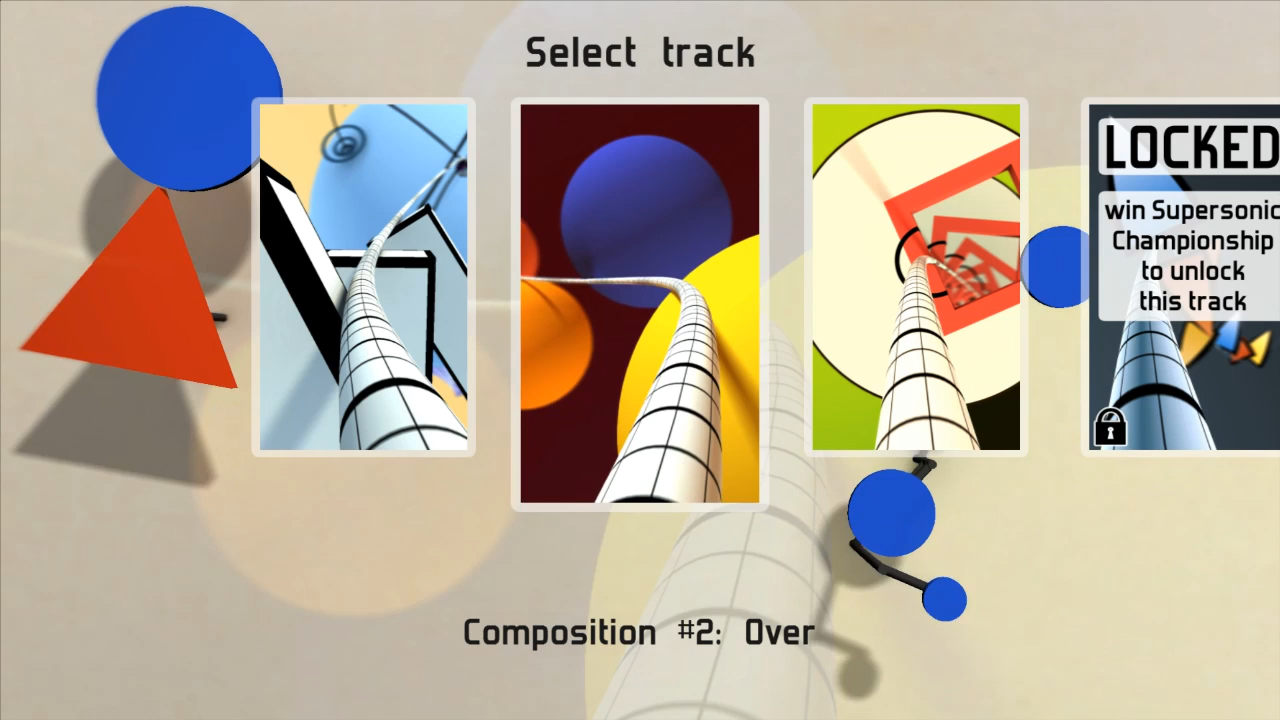 Select track
LOCKED
win Supersonic
Championship
to unlock
this track
Composition #2: Over